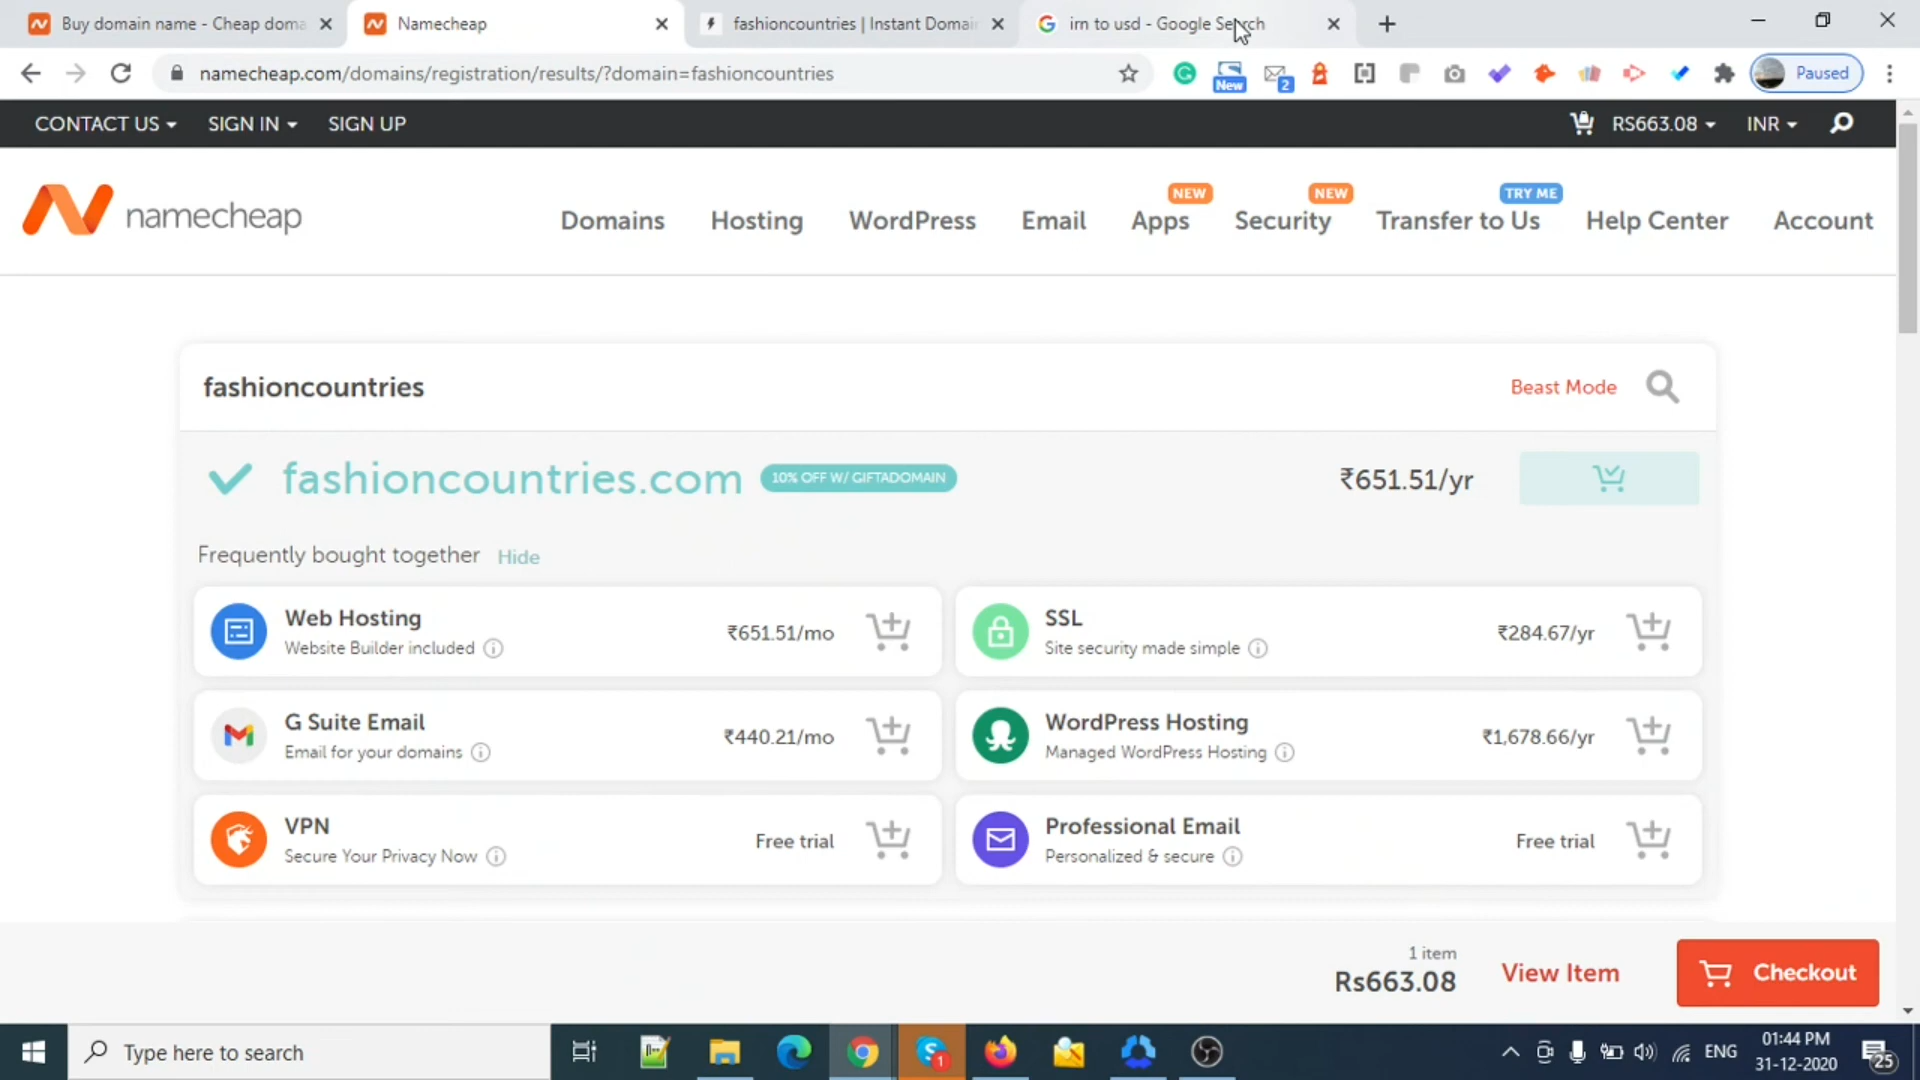 Buy domain name - Cheap doma
Namecheap
fashioncountries | Instant Domain
irn to usd - Google Search
namecheap.com/domains/registration/results/?domain=fashioncountries
New
2
Paused
CONTACT US
SIGN IN
SIGN UP
RS663.08
INR
namecheap
Domains
Hosting
WordPress
Email
Apps
NEW
Security
NEW
Transfer to Us
TRY ME
Help Center
Account
fashioncountries
Beast Mode
fashioncountries.com
10% OFF W/ GIFTADOMAIN
₹651.51/yr
Frequently bought together
Hide
Web Hosting
Website Builder included
₹651.51/mo
SSL
Site security made simple
₹284.67/yr
G Suite Email
Email for your domains
₹440.21/mo
WordPress Hosting
Managed WordPress Hosting
₹1,678.66/yr
VPN
Secure Your Privacy Now
Free trial
Professional Email
Personalized & secure
Free trial
1 item
Rs663.08
View Item
Checkout
Type here to search
1
ENG
01:44 PM
31-12-2020
25